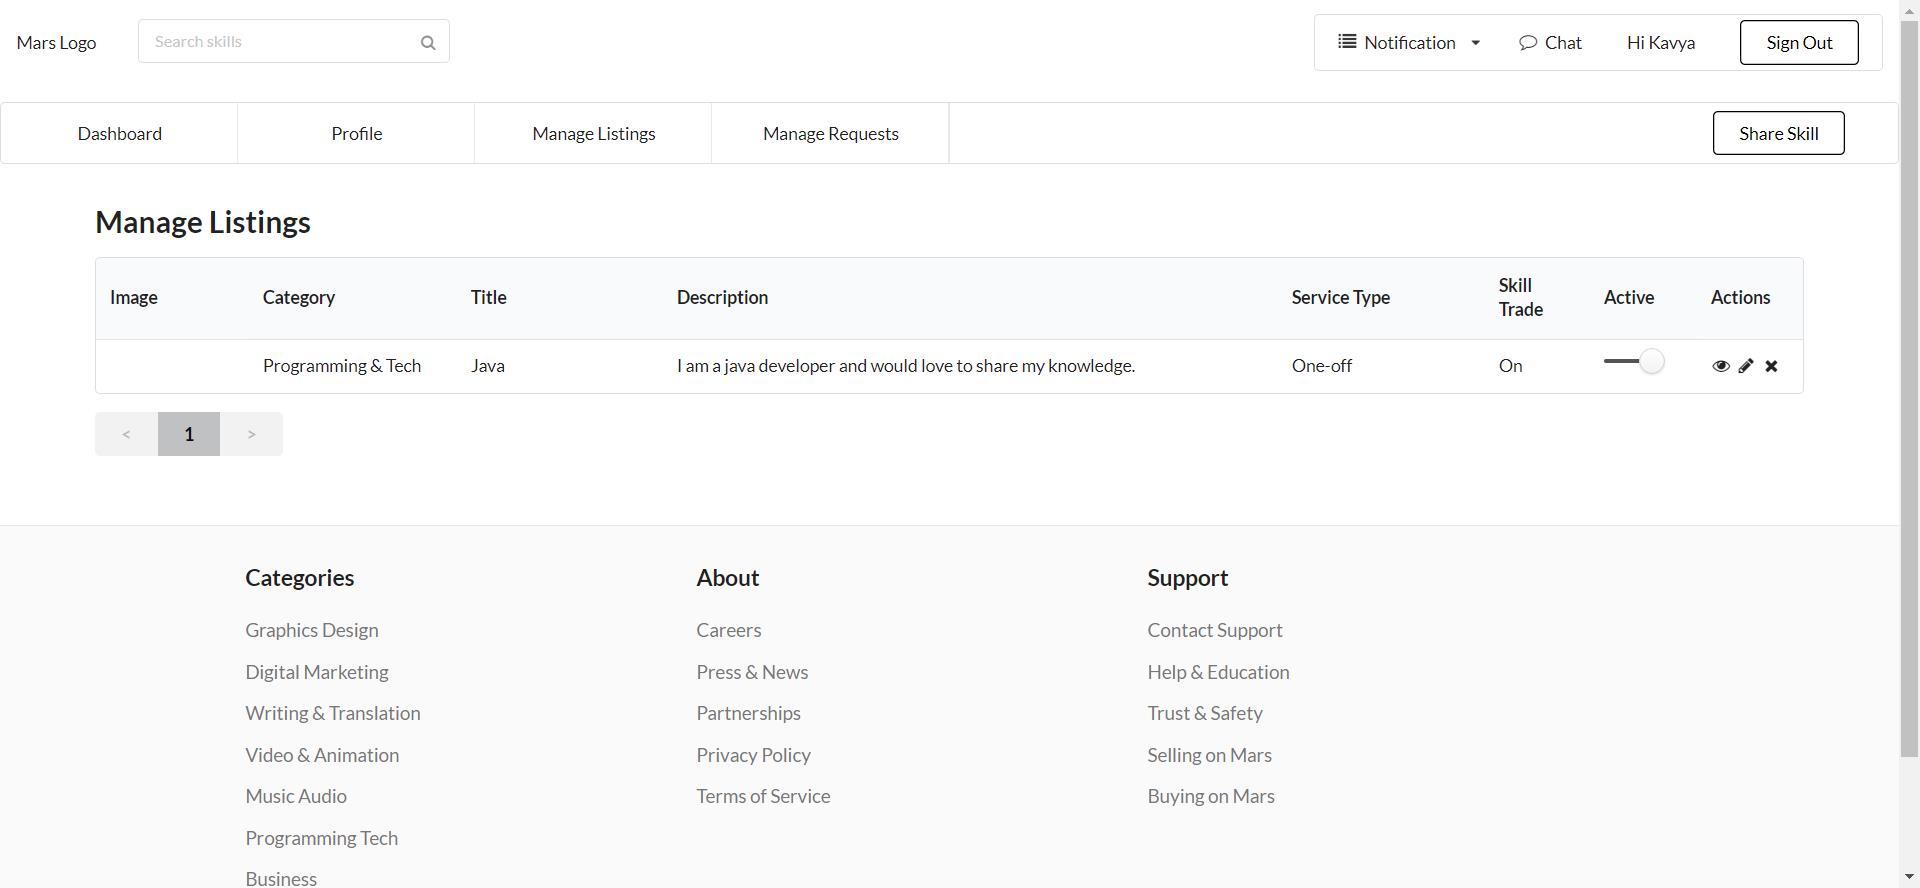 Mars Logo
Search skills
Notification
Chat
Hi Kavya
Sign Out
Dashboard
Profile
Manage Listings
Manage Requests
Share Skill
Manage Listings
Image
Category
Title
Description
Service Type
Skill
Trade
Active
Actions
Programming & Tech
Java
I am a java developer and would love to share my knowledge.
One-off
On
<
1
>
Categories
Graphics Design
Digital Marketing
Writing & Translation
Video & Animation
Music Audio
Programming Tech
Business
About
Careers
Press & News
Partnerships
Privacy Policy
Terms of Service
Support
Contact Support
Help & Education
Trust & Safety
Selling on Mars
Buying on Mars